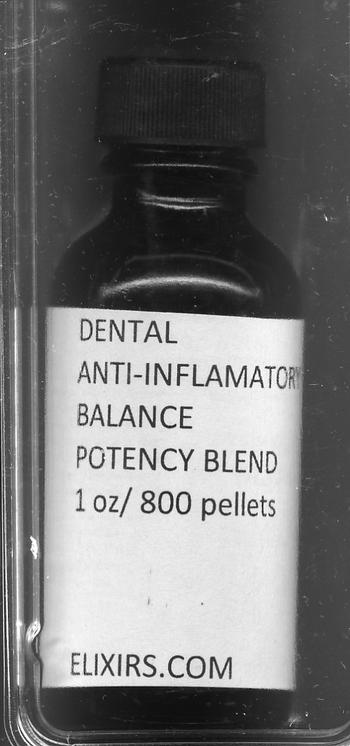 DENTAL
ANTI-INFLAMATORY
BALANCE
POTENCY BLEND
1 oz/ 800 pellets
ELIXIRS.COM